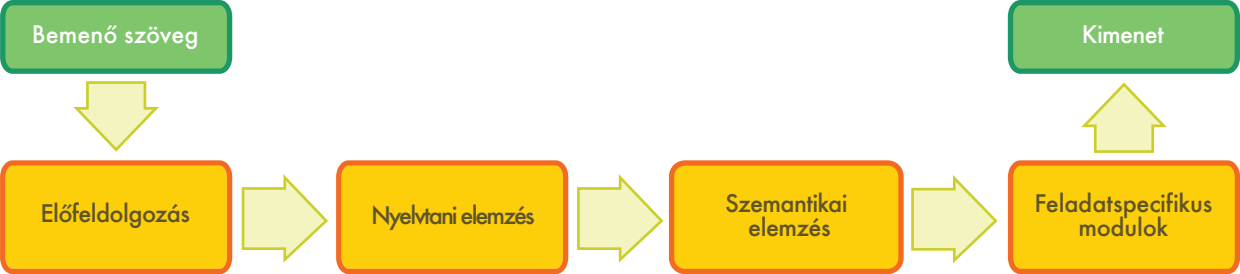 Bemenő szöveg
Kimenet
Előfeldolgozás
Nyelvtani elemzés
Szemantikai
elemzés
Feladatspecifikus
modulok